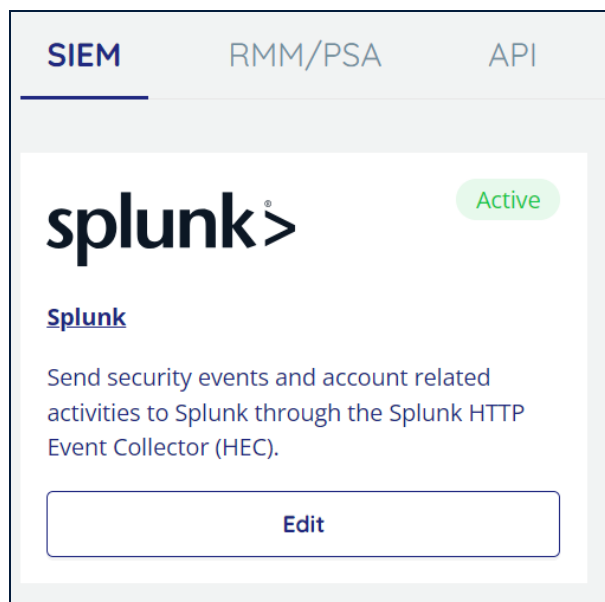 SIEM RMM/PSA API
splunk>®
Active
Splunk
Send security events and account related
activities to Splunk through the Splunk HTTP
Event Collector (HEC).
Edit